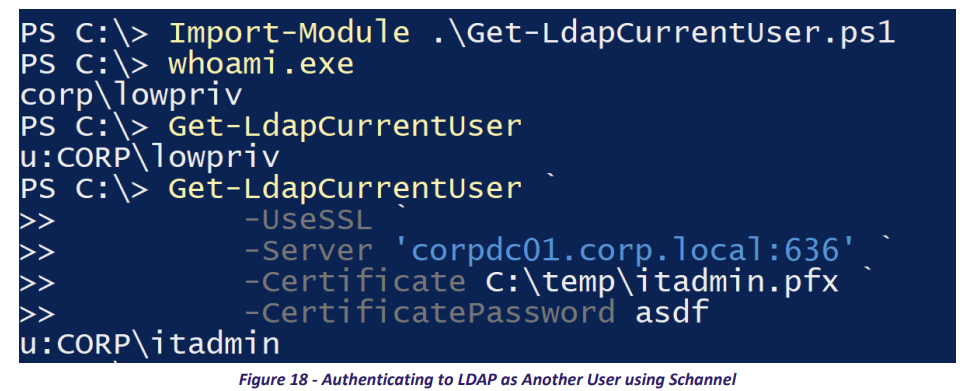 PS C:\> Import-Module .\Get-LdapCurrentUser.ps1
PS C:\> whoami.exe
corp\lowpriv
PS C:\> Get-LdapCurrentUser
u:CORP\lowpriv
PS C:\> Get-LdapCurrentUser `
>> -UseSSL `
>> -Server 'corpdc01.corp.local:636' `
>> -Certificate C:\temp\itadmin.pfx `
>> -CertificatePassword asdf
u:CORP\itadmin
Figure 18 - Authenticating to LDAP as Another User using Schannel